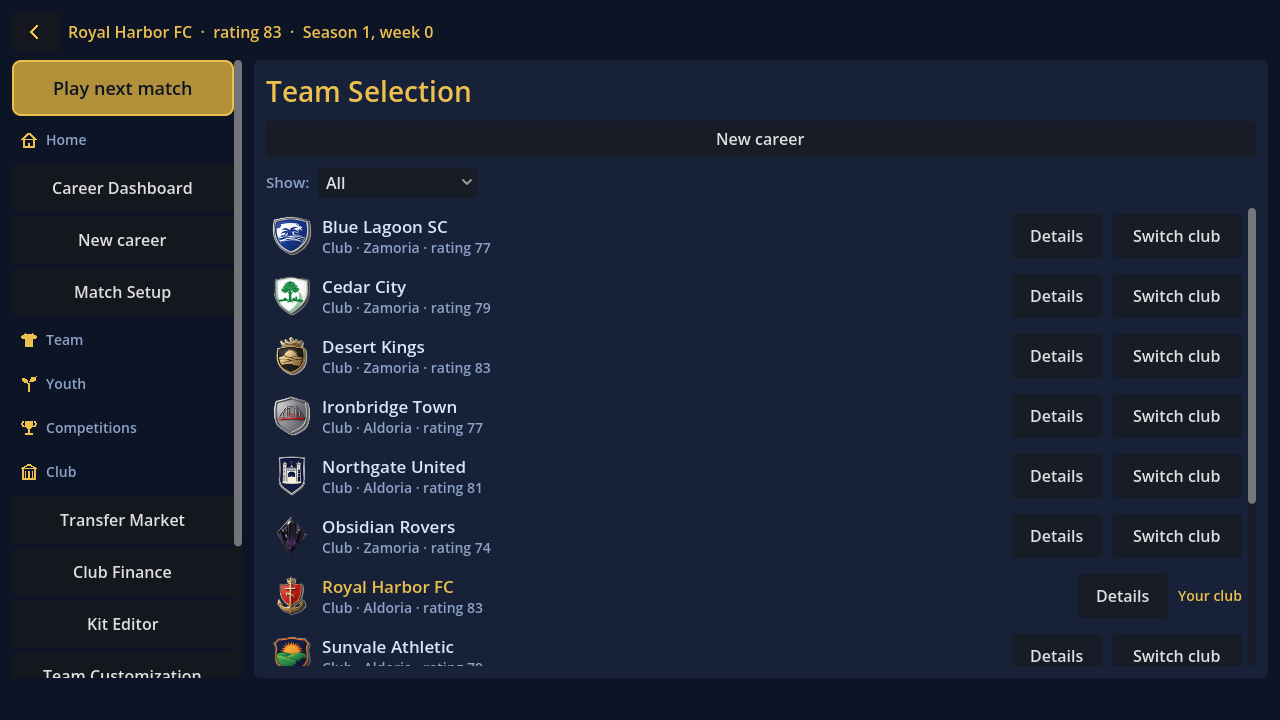 Royal Harbor FC · rating 83 · Season 1, week 0
Play next match
Home
Career Dashboard
New career
Match Setup
Team
Youth
Competitions
Club
Transfer Market
Club Finance
Kit Editor
Team Customization
Team Selection
New career
Show: All
Blue Lagoon SC
Club · Zamoria · rating 77
Details Switch club
Cedar City
Club · Zamoria · rating 79
Details Switch club
Desert Kings
Club · Zamoria · rating 83
Details Switch club
Ironbridge Town
Club · Aldoria · rating 77
Details Switch club
Northgate United
Club · Aldoria · rating 81
Details Switch club
Obsidian Rovers
Club · Zamoria · rating 74
Details Switch club
Royal Harbor FC
Club · Aldoria · rating 83
Details Your club
Sunvale Athletic
Club · Aldoria · rating
Details Switch club